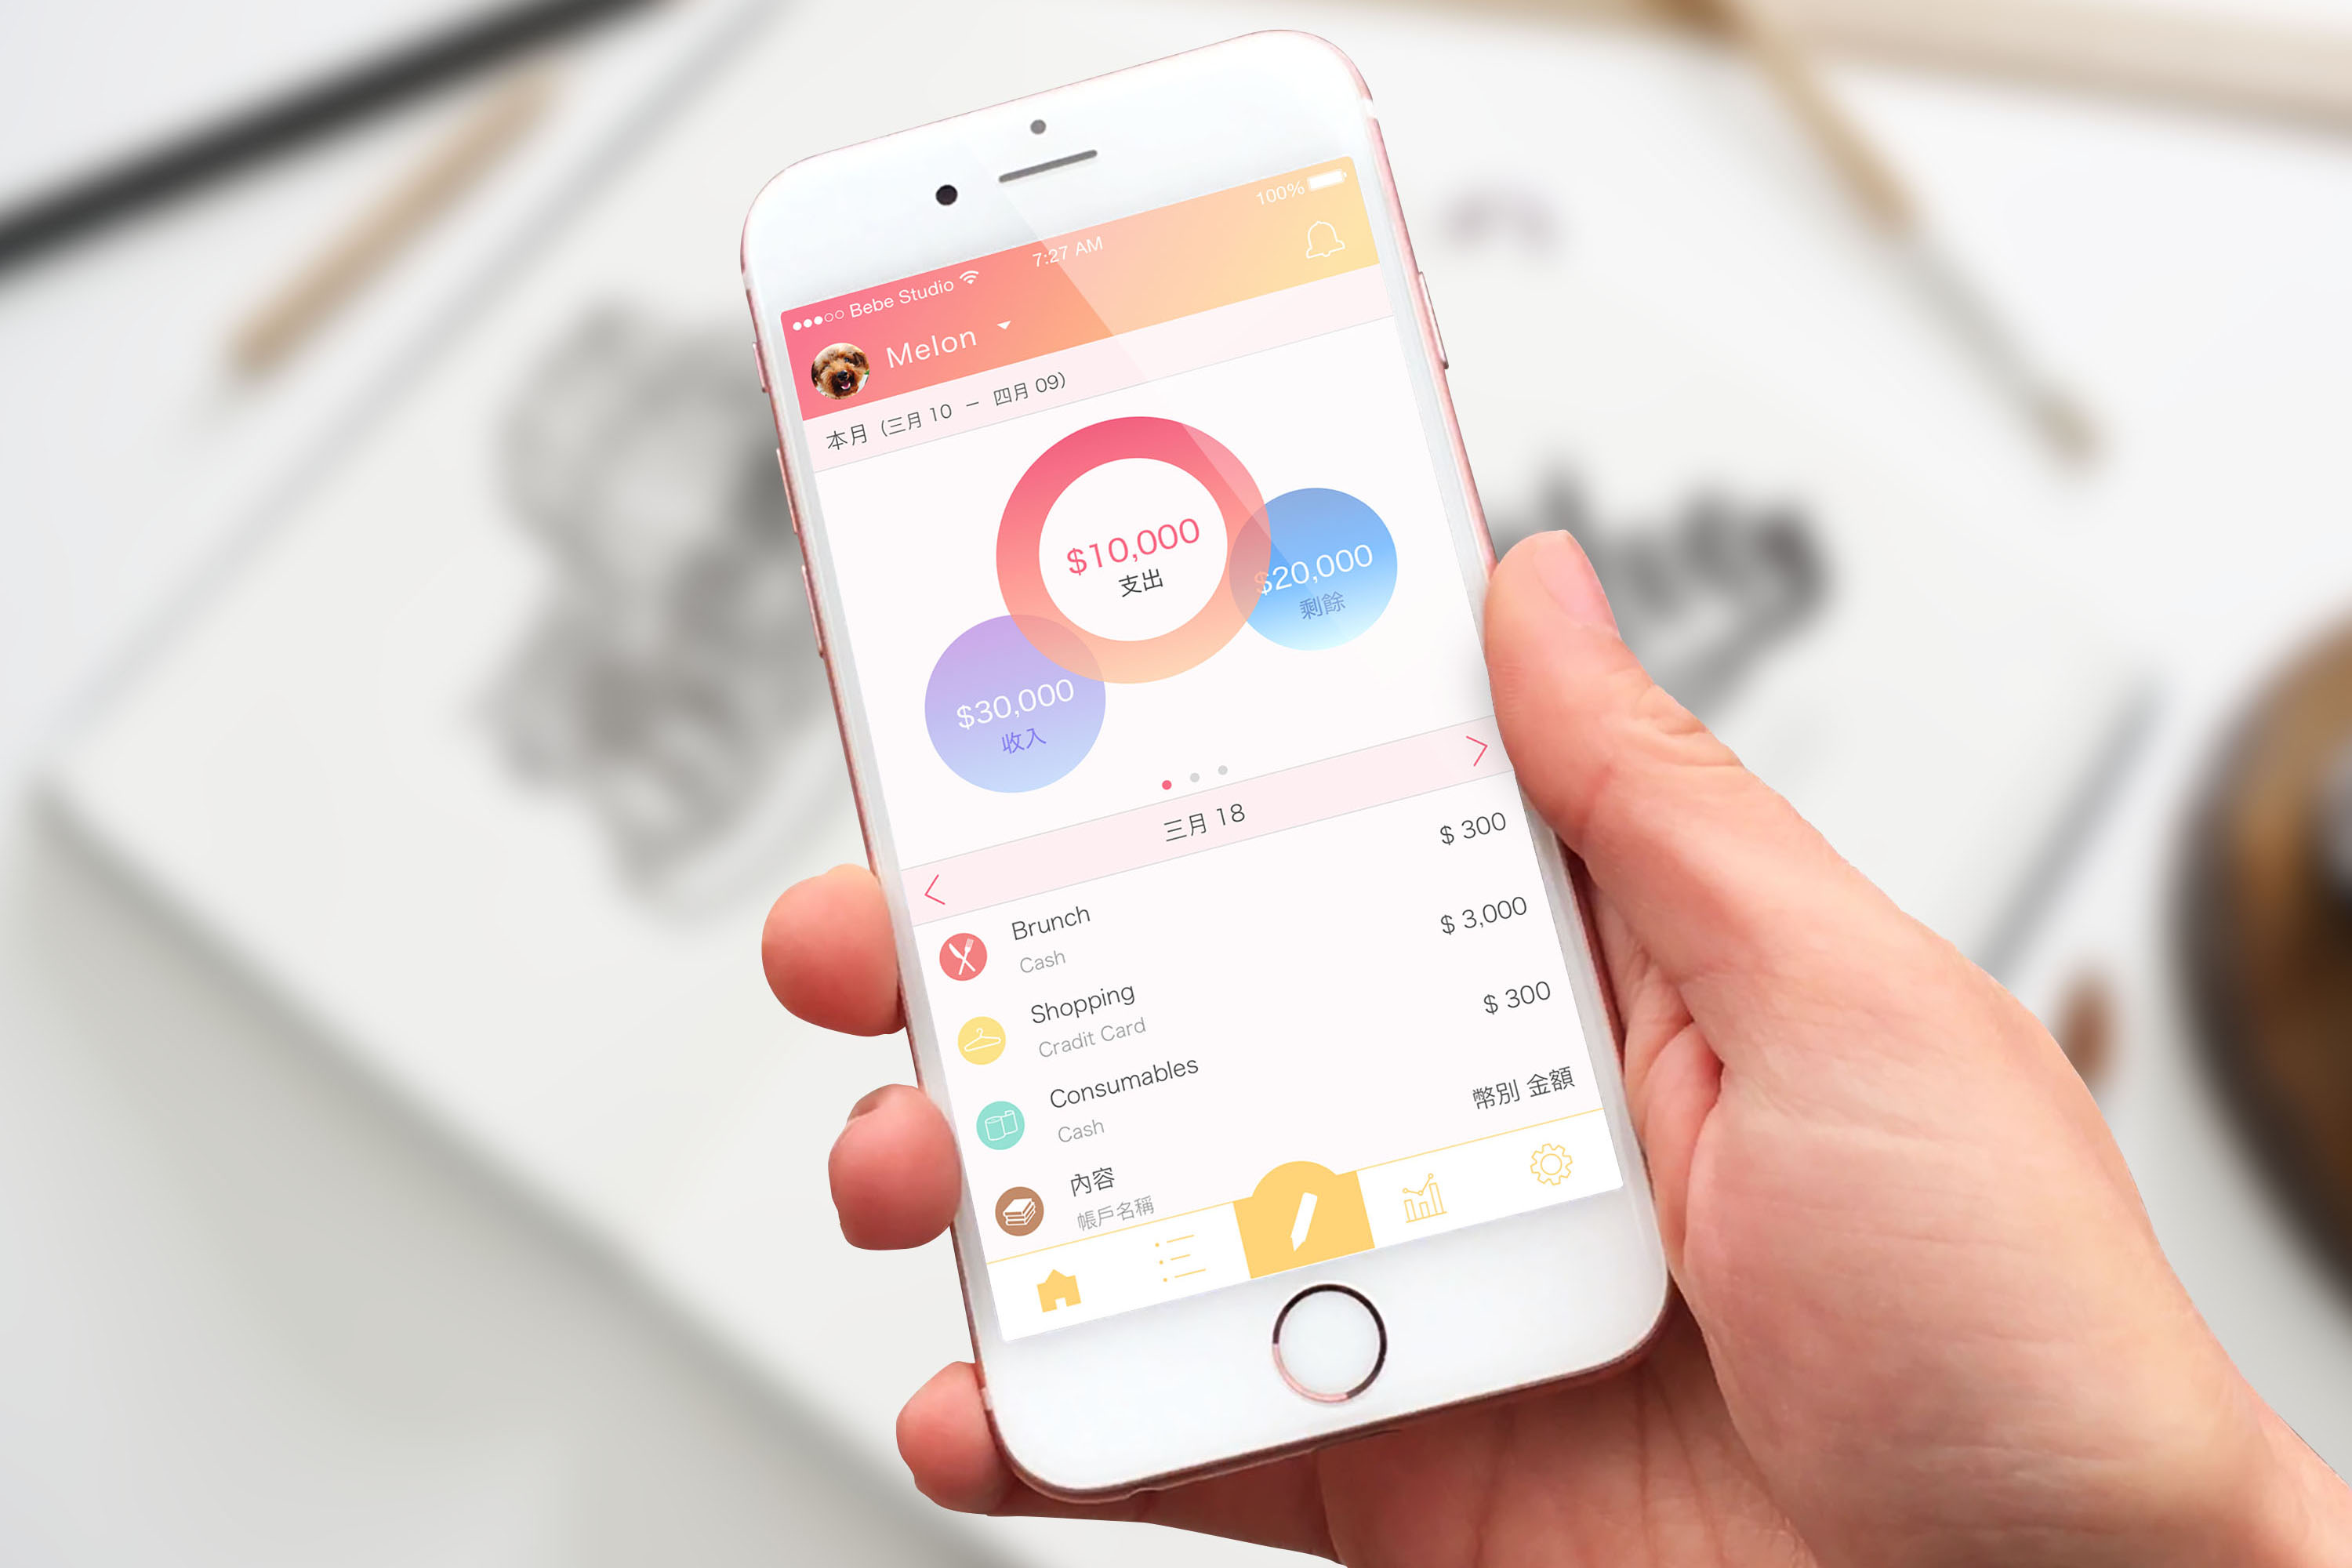 Bebe Studio 7:27 AM 100%
Melon
本月（三月 10 － 四月 09）
$10,000
支出
$20,000
剩餘
$30,000
收入
三月 18
Brunch $ 300
Cash
Shopping $ 3,000
Cradit Card
Consumables $ 300
Cash
內容 幣別 金額
帳戶名稱